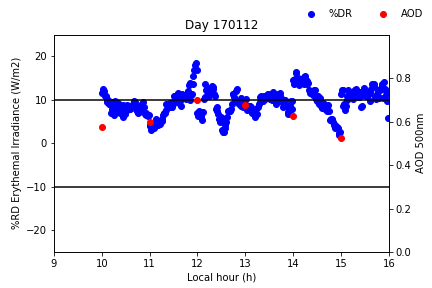 %DR AOD
Day 170112
%RD Erythemal Irradiance (W/m2)
20
10
0
−10
−20
0.8
0.6
0.4
0.2
0.0
AOD 500nm
9 10 11 12 13 14 15 16
Local hour (h)